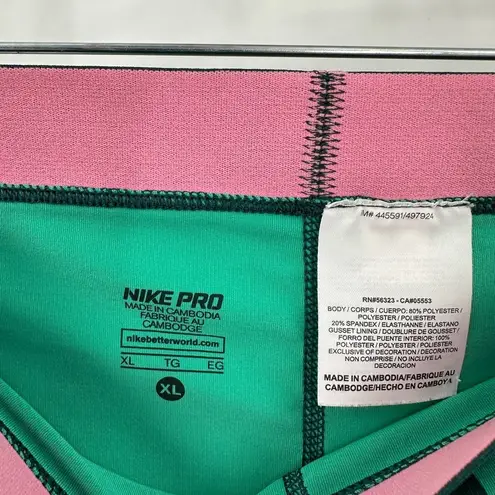 M# 445591/497924
NIKE PRO
MADE IN CAMBODIA
FABRIQUE AU
CAMBODGE
nikebetterworld.com
XL TG EG
XL
RN#56323 - CA#05553
BODY / CORPS / CUERPO: 80% POLYESTER /
POLYESTER / POLIESTER
20% SPANDEX / ELASTHANNE / ELASTANO
GUSSET LINING / DOUBLURE DE GOUSSET /
FORRO DEL PUENTE INTERIOR: 100%
POLYESTER / POLYESTER / POLIESTER
EXCLUSIVE OF DECORATION / DECORATION
NON COMPRISE / NO INCLUYE LA
DECORACION
MADE IN CAMBODIA/FABRIQUE AU
CAMBODGE/HECHO EN CAMBOYA